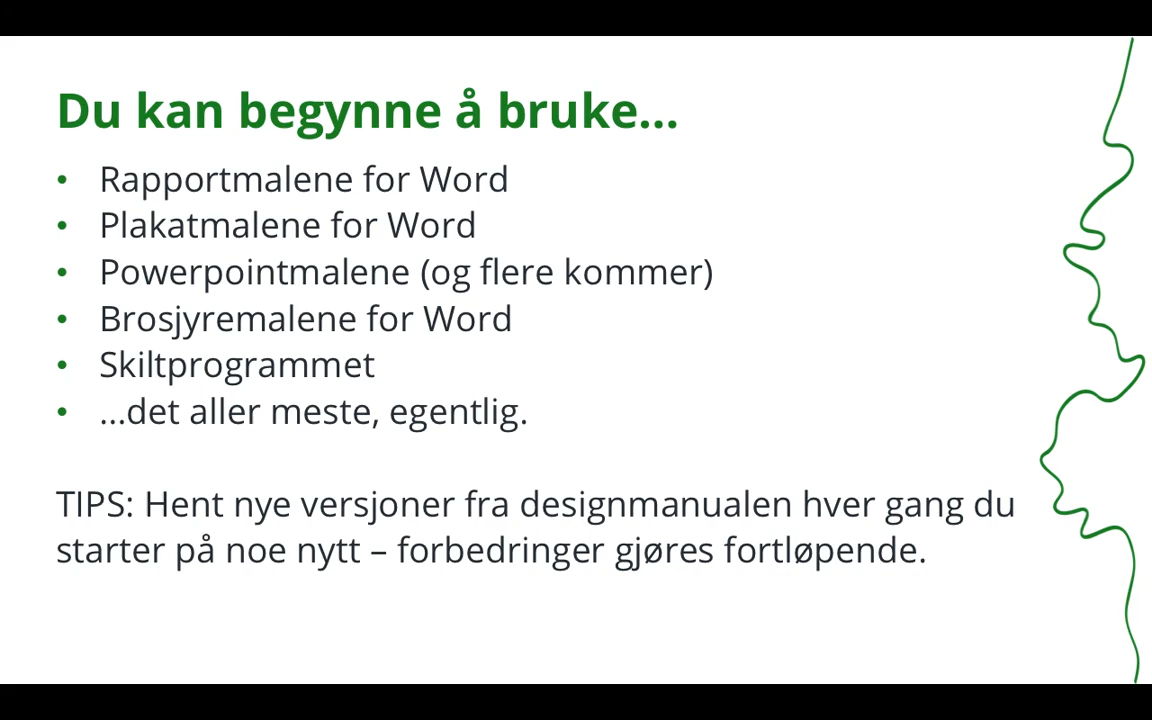 Du kan begynne å bruke...
• Rapportmalene for Word
• Plakatmalene for Word
• Powerpointmalene (og flere kommer)
• Brosjyremalene for Word
• Skiltprogrammet
• ...det aller meste, egentlig.
TIPS: Hent nye versjoner fra designmanualen hver gang du
starter på noe nytt – forbedringer gjøres fortløpende.